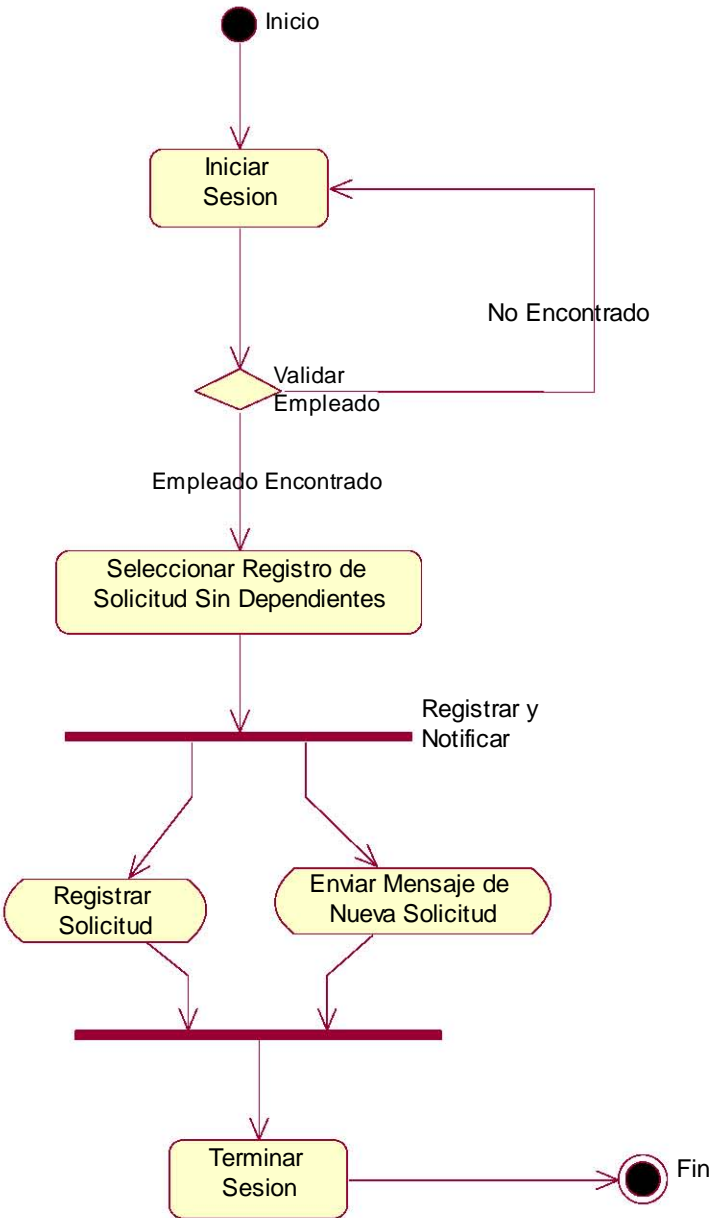 Inicio
Iniciar
Sesion
No Encontrado
Validar
Empleado
Empleado Encontrado
Seleccionar Registro de
Solicitud Sin Dependientes
Registrar y
Notificar
Registrar
Solicitud
Enviar Mensaje de
Nueva Solicitud
Terminar
Sesion
Fin